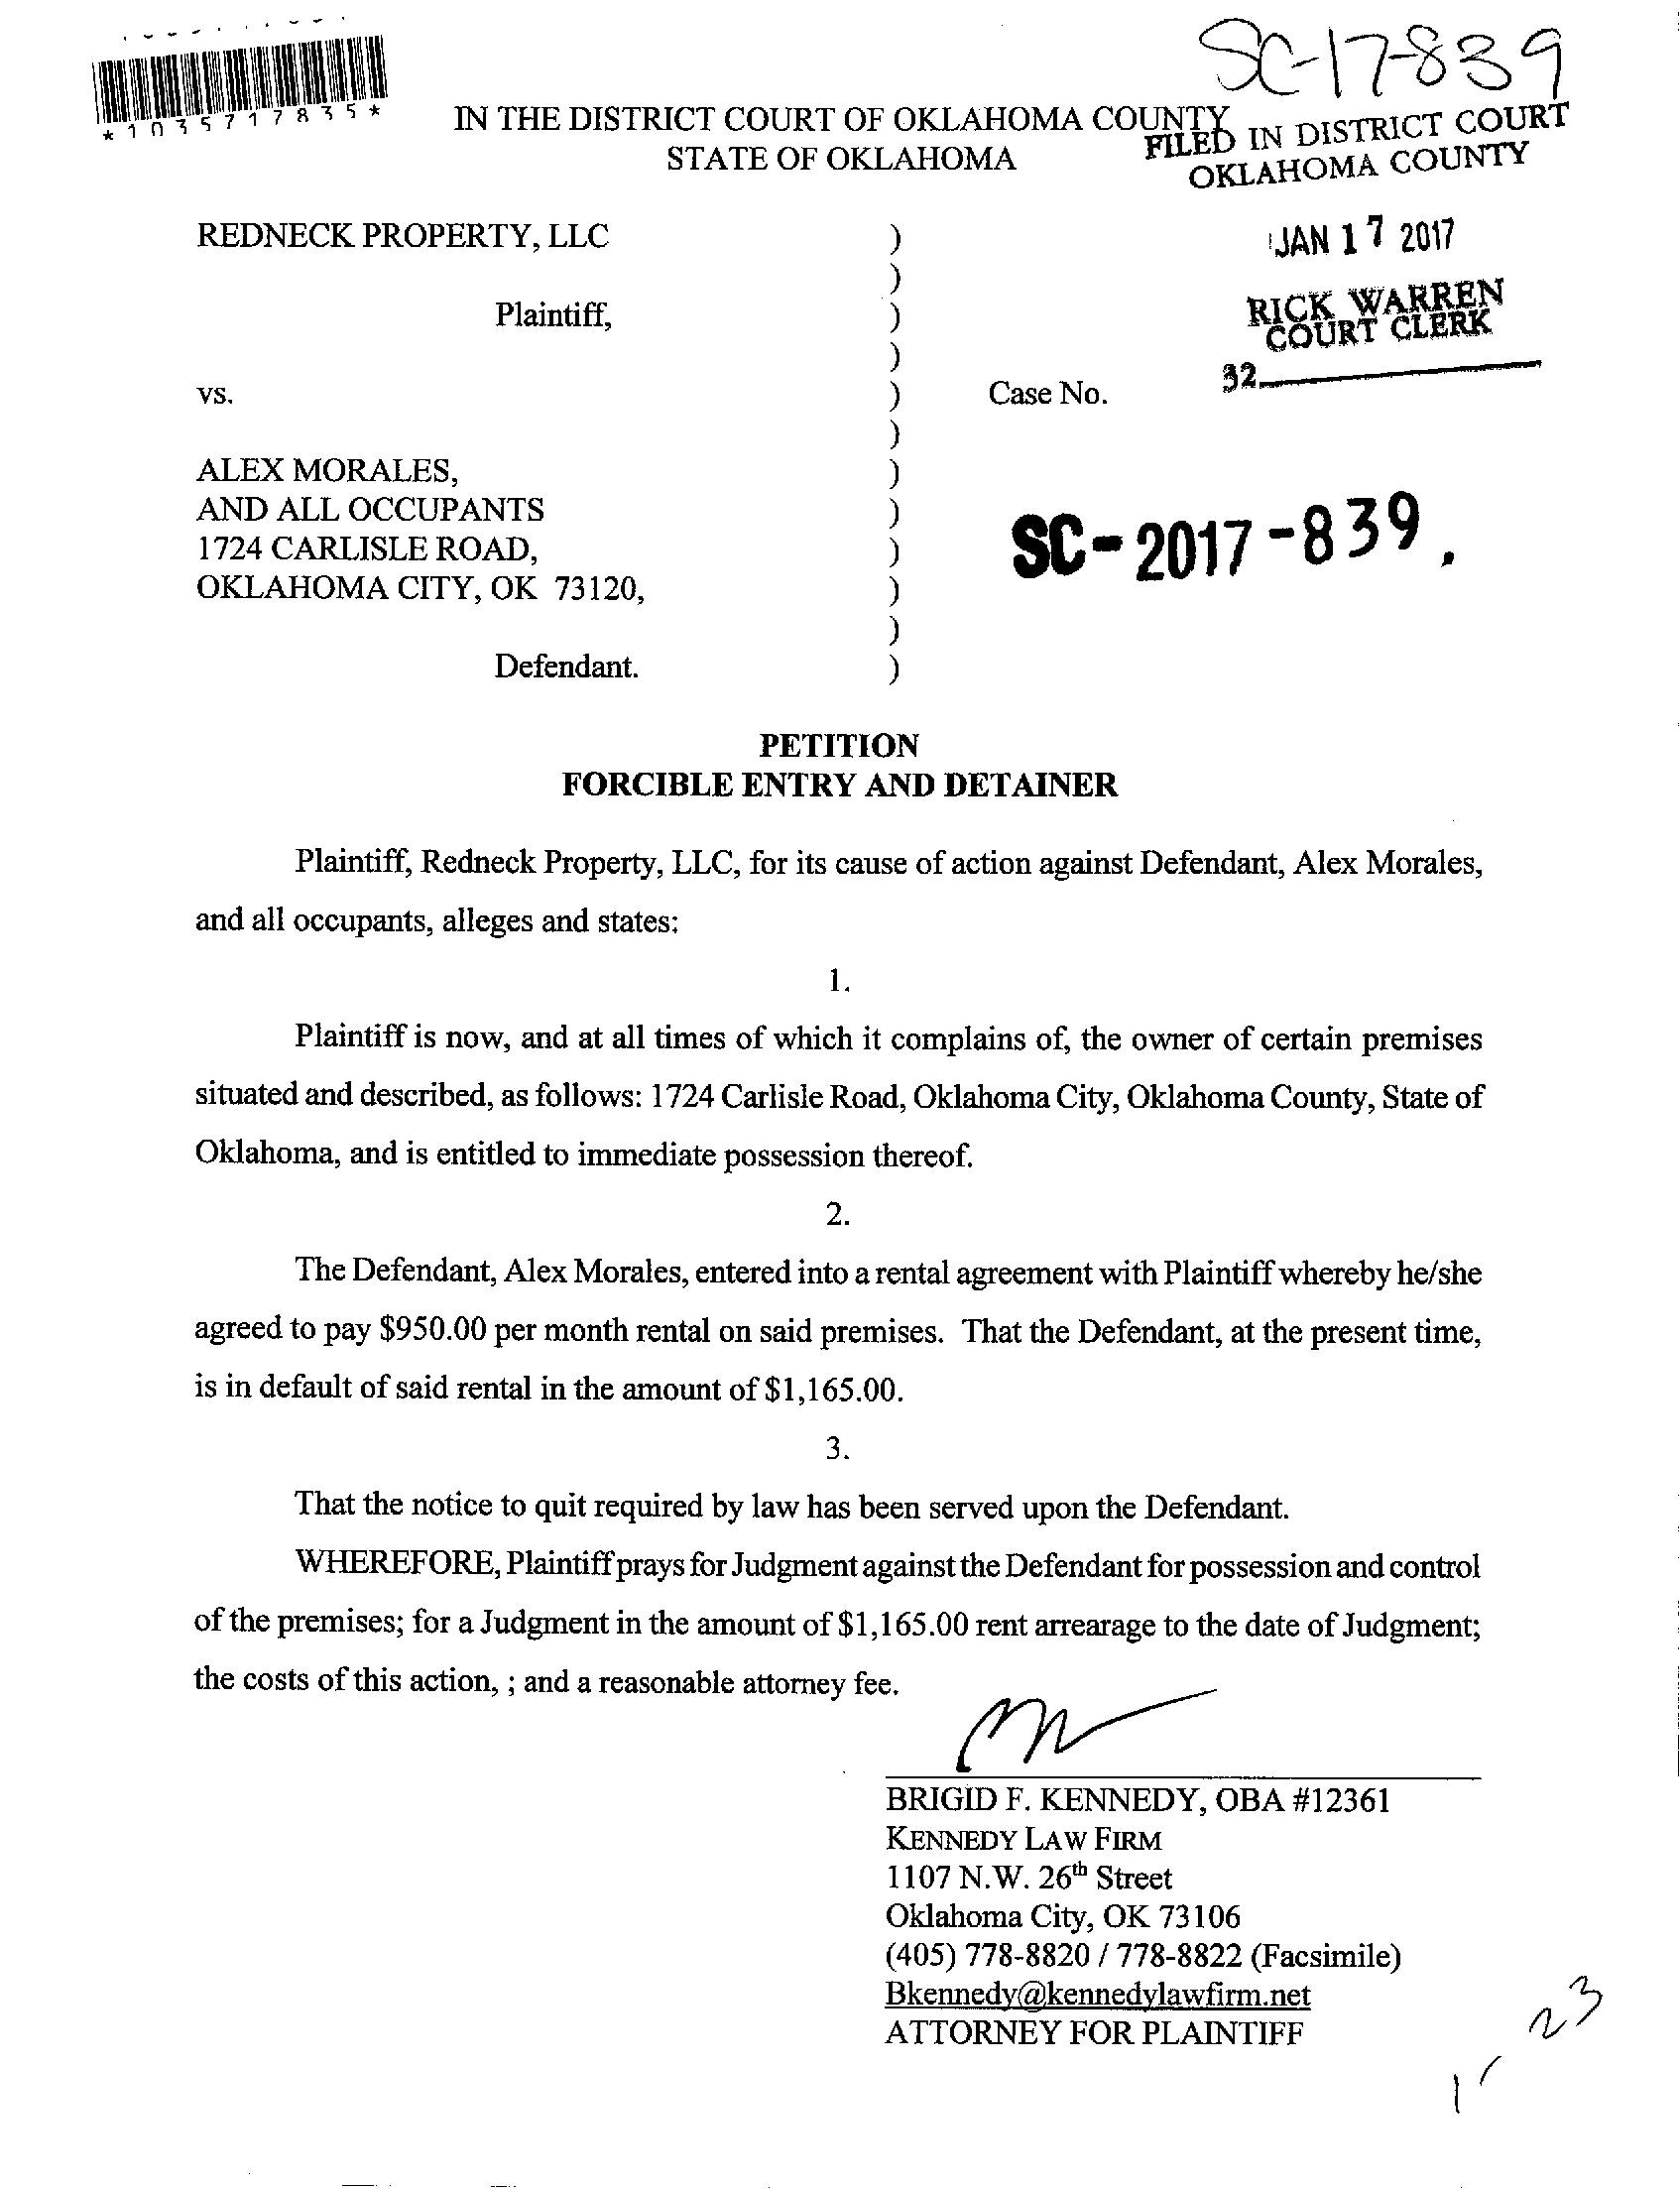 SC-17-839
*1035717835*
IN THE DISTRICT COURT OF OKLAHOMA COUNTY
STATE OF OKLAHOMA
FILED IN DISTRICT COURT
OKLAHOMA COUNTY
JAN 17 2017
RICK WARREN
COURT CLERK
32
REDNECK PROPERTY, LLC )
)
Plaintiff, )
)
vs. ) Case No.
)
ALEX MORALES, )
AND ALL OCCUPANTS )
1724 CARLISLE ROAD, ) SC-2017-839.
OKLAHOMA CITY, OK 73120, )
)
Defendant. )
PETITION
FORCIBLE ENTRY AND DETAINER
Plaintiff, Redneck Property, LLC, for its cause of action against Defendant, Alex Morales,
and all occupants, alleges and states:
1.
Plaintiff is now, and at all times of which it complains of, the owner of certain premises
situated and described, as follows: 1724 Carlisle Road, Oklahoma City, Oklahoma County, State of
Oklahoma, and is entitled to immediate possession thereof.
2.
The Defendant, Alex Morales, entered into a rental agreement with Plaintiff whereby he/she
agreed to pay $950.00 per month rental on said premises. That the Defendant, at the present time,
is in default of said rental in the amount of $1,165.00.
3.
That the notice to quit required by law has been served upon the Defendant.
WHEREFORE, Plaintiff prays for Judgment against the Defendant for possession and control
of the premises; for a Judgment in the amount of $1,165.00 rent arrearage to the date of Judgment;
the costs of this action, ; and a reasonable attorney fee.
BRIGID F. KENNEDY, OBA #12361
KENNEDY LAW FIRM
1107 N.W. 26th Street
Oklahoma City, OK 73106
(405) 778-8820 / 778-8822 (Facsimile)
Bkennedy@kennedylawfirm.net
ATTORNEY FOR PLAINTIFF
23